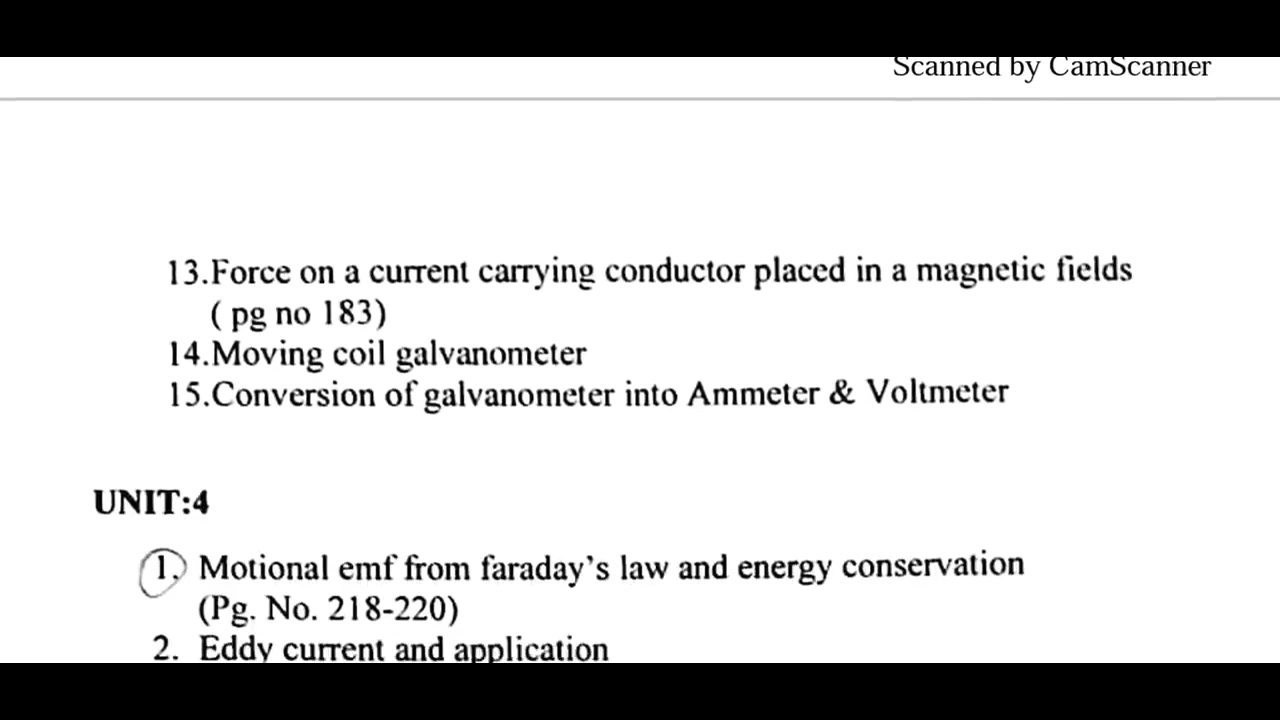 Scanned by CamScanner
13.Force on a current carrying conductor placed in a magnetic fields
( pg no 183)
14.Moving coil galvanometer
15.Conversion of galvanometer into Ammeter & Voltmeter
UNIT:4
1. Motional emf from faraday's law and energy conservation
(Pg. No. 218-220)
2. Eddy current and application